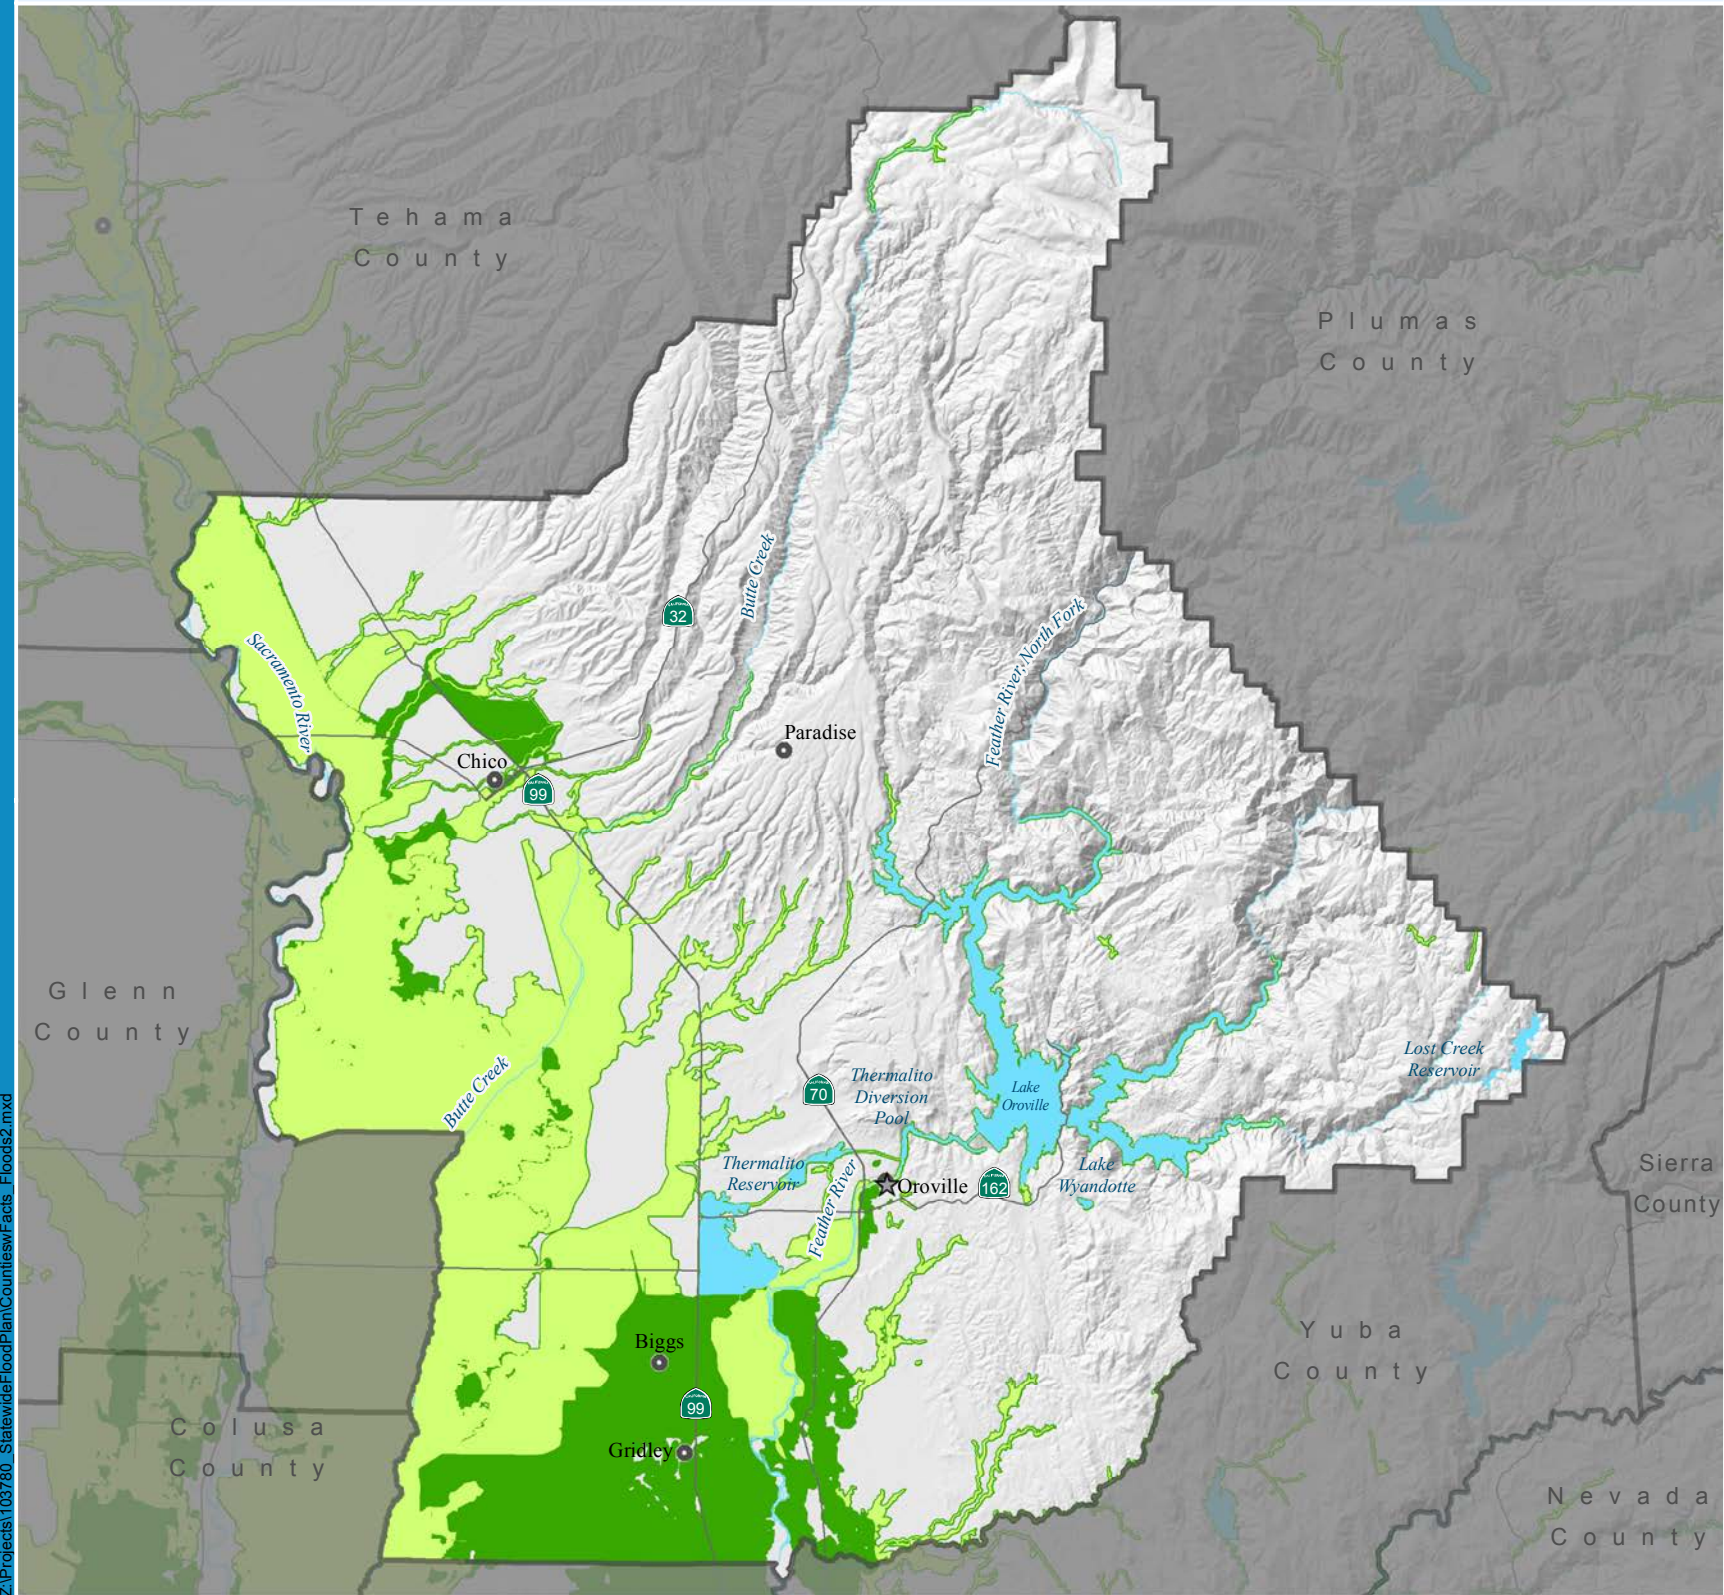 Tehama
County
Plumas
County
32
Butte Creek
Feather River, North Fork
Sacramento River
Paradise
Chico
99
Glenn
County
Butte Creek
Lost Creek
Reservoir
70
Thermalito
Diversion
Pool
Lake
Oroville
Thermalito
Reservoir
Feather River
Oroville
162
Lake
Wyandotte
Sierra
County
Biggs
99
Gridley
Yuba
County
Colusa
County
Nevada
County
Z:\Projects\103780_StatewideFloodPlan\CountieswFacts_Floods2.mxd